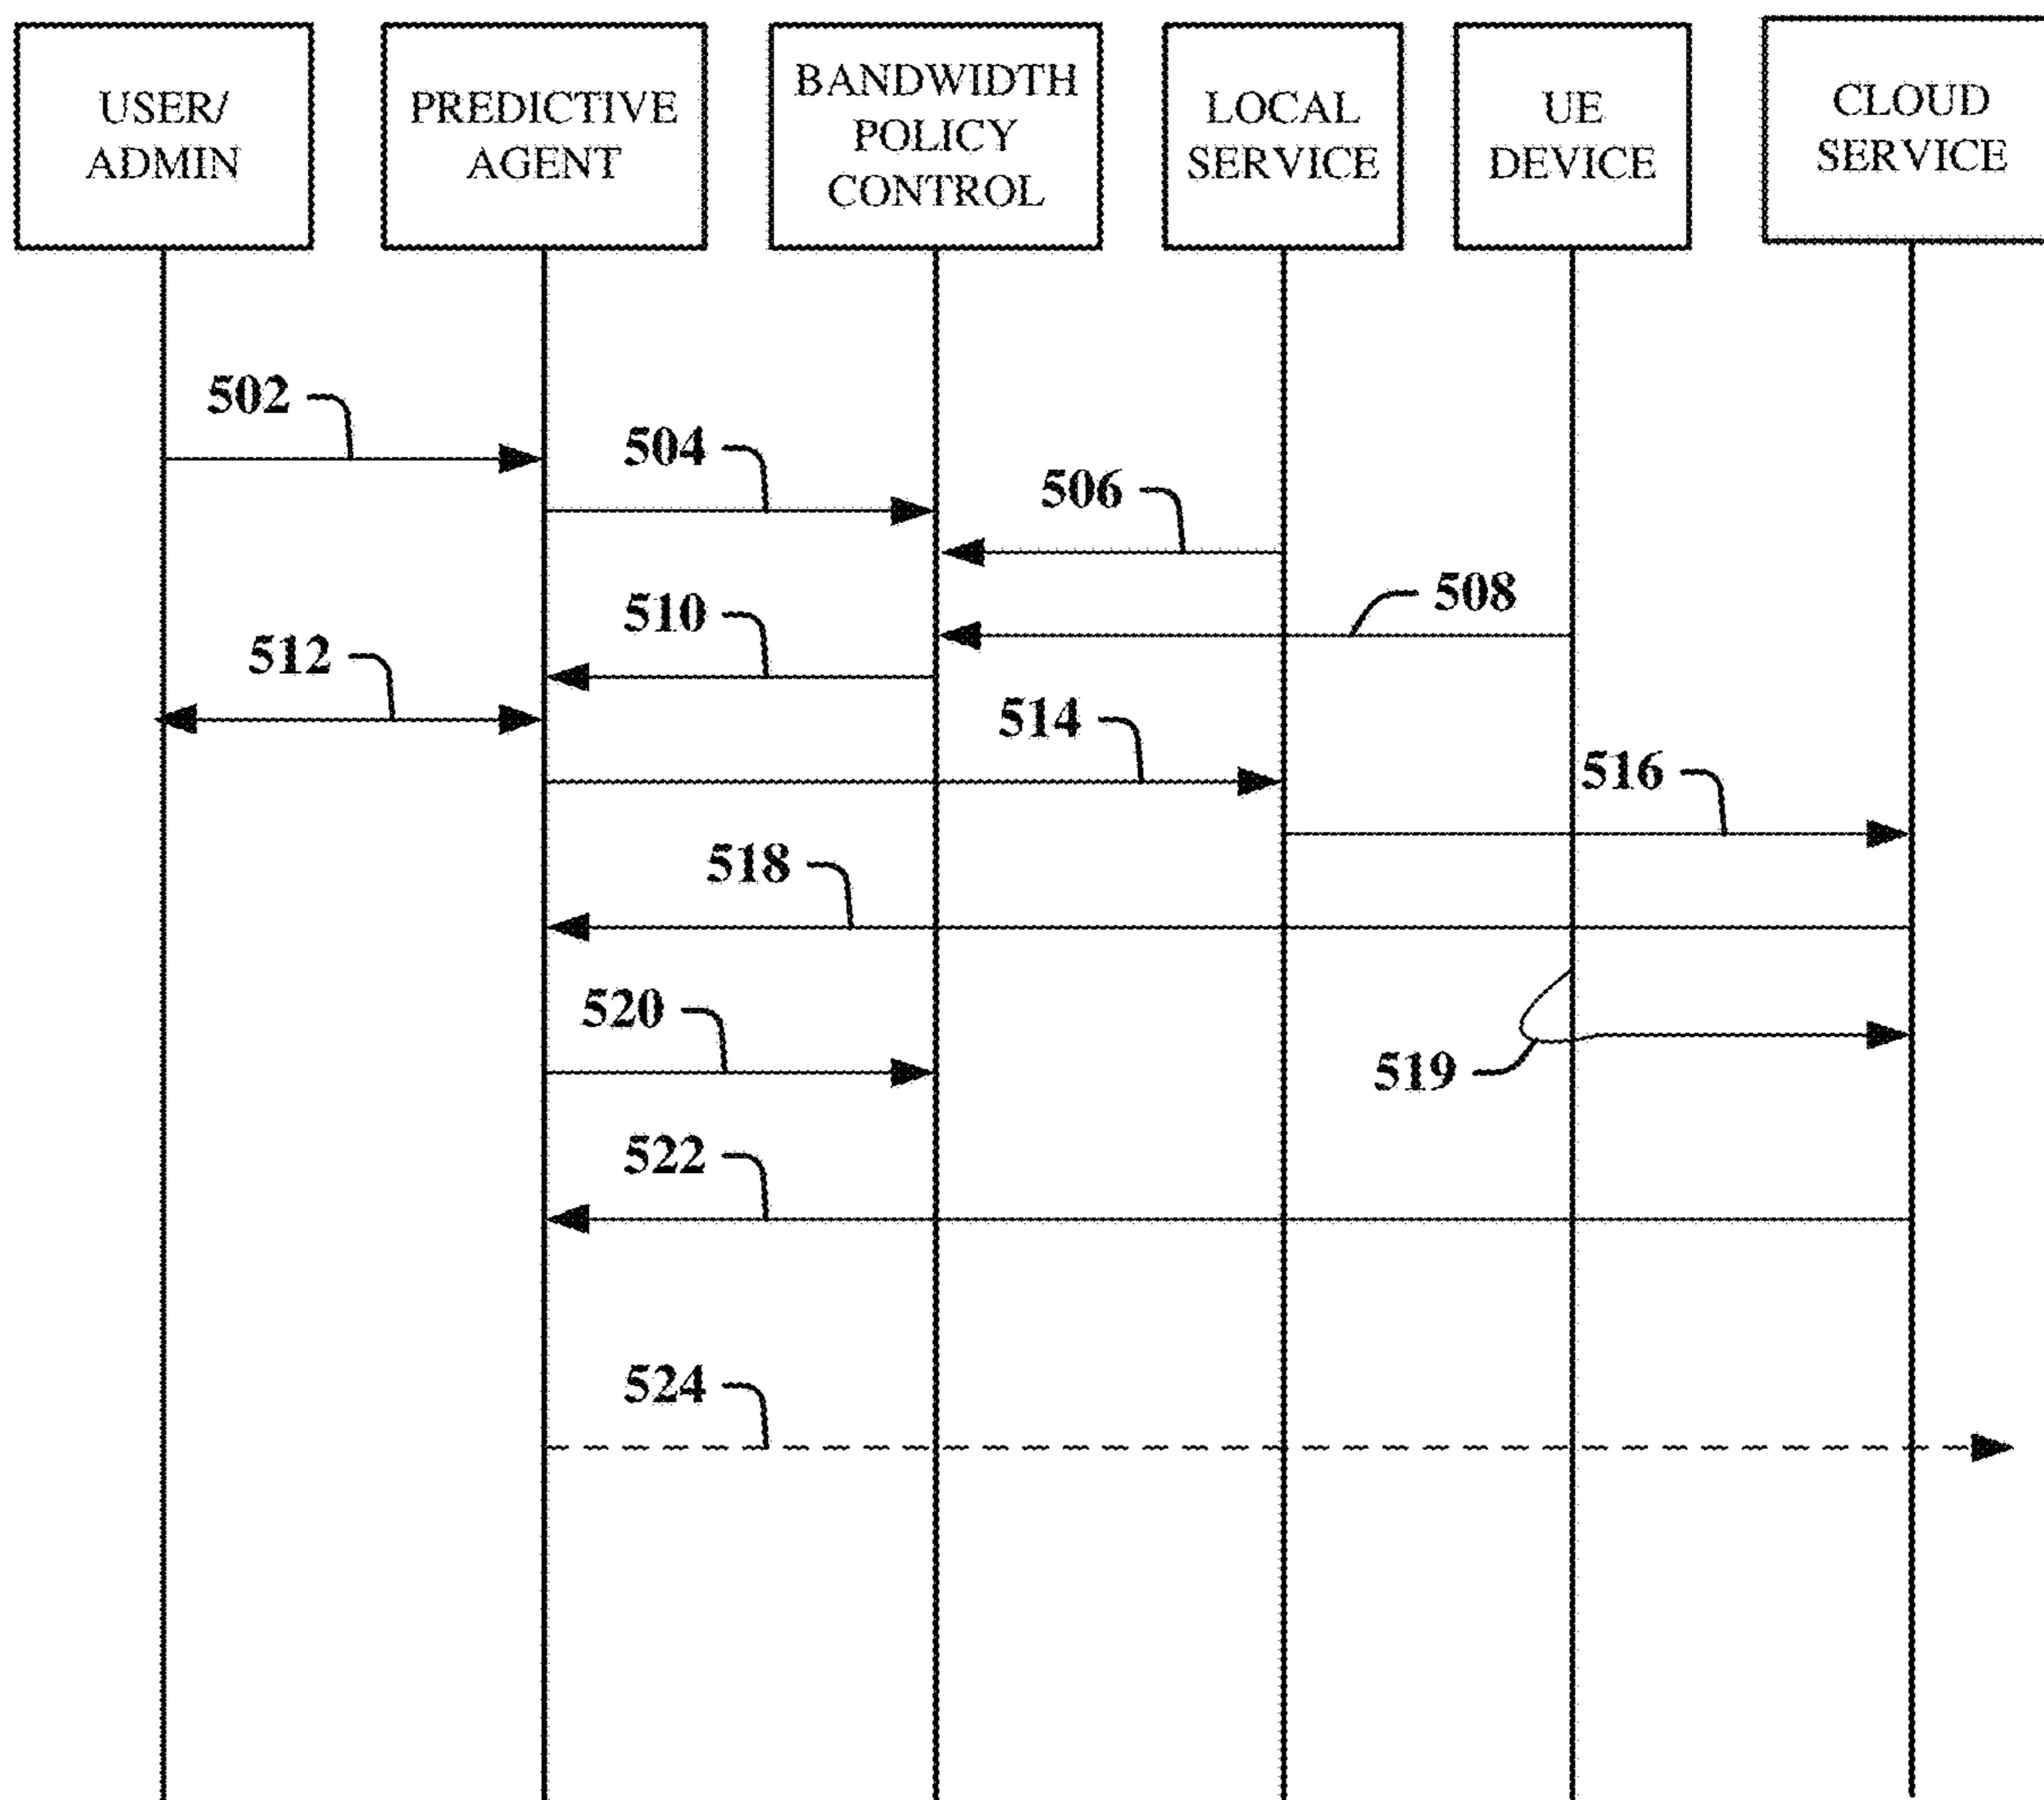 USER/
ADMIN
PREDICTIVE
AGENT
BANDWIDTH
POLICY
CONTROL
LOCAL
SERVICE
UE
DEVICE
CLOUD
SERVICE
502
504
506
508
510
512
514
516
518
519
520
522
524